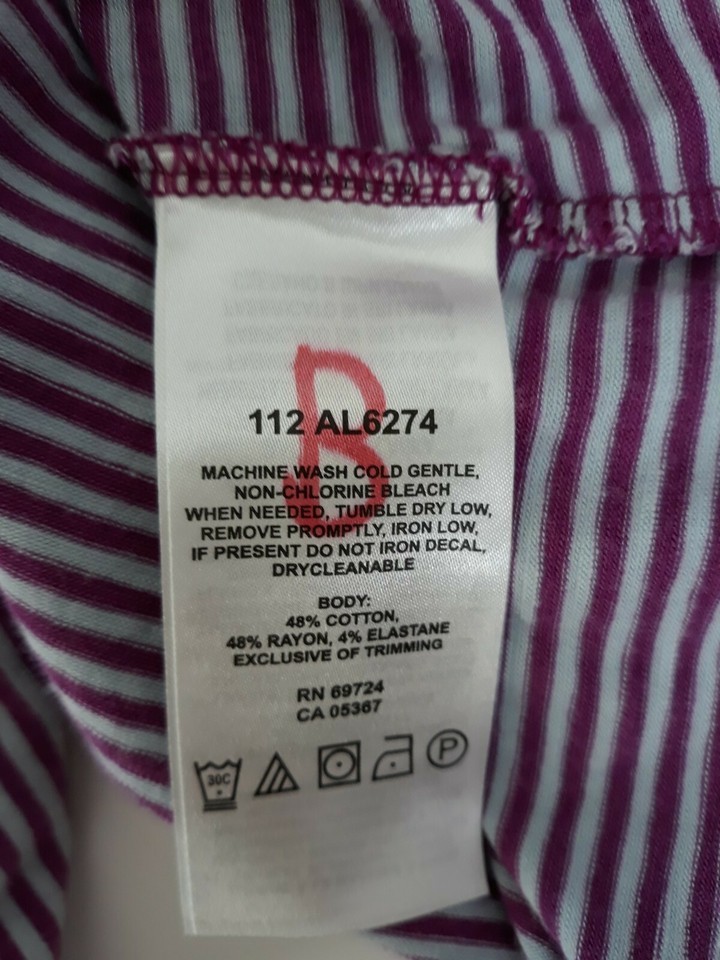 B
112 AL6274
MACHINE WASH COLD GENTLE,
NON-CHLORINE BLEACH
WHEN NEEDED, TUMBLE DRY LOW,
REMOVE PROMPTLY, IRON LOW,
IF PRESENT DO NOT IRON DECAL,
DRYCLEANABLE
BODY:
48% COTTON,
48% RAYON, 4% ELASTANE
EXCLUSIVE OF TRIMMING
RN 69724
CA 05367
30C
P